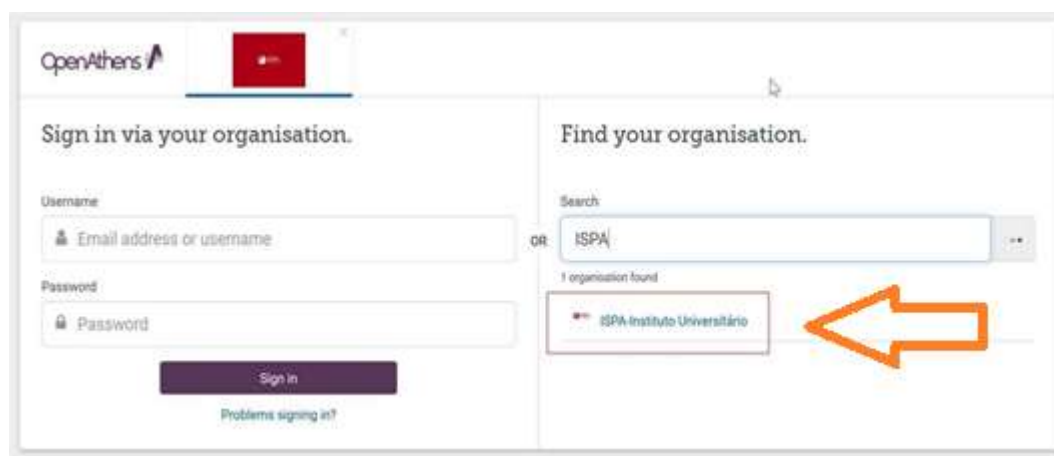 OpenAthens
Sign in via your organisation.
Username
Email address or username
Password
Password
Sign in
Problems signing in?
OR
Find your organisation.
Search
ISPA
1 organisation found
ISPA-Instituto Universitário